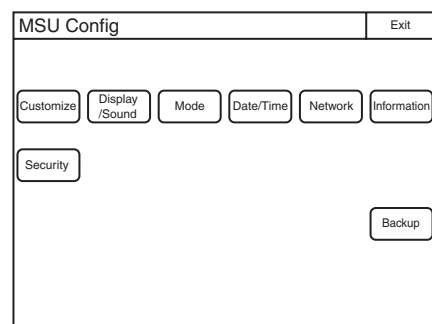 MSU Config Exit
Customize Display /Sound Mode Date/Time Network Information
Security
Backup